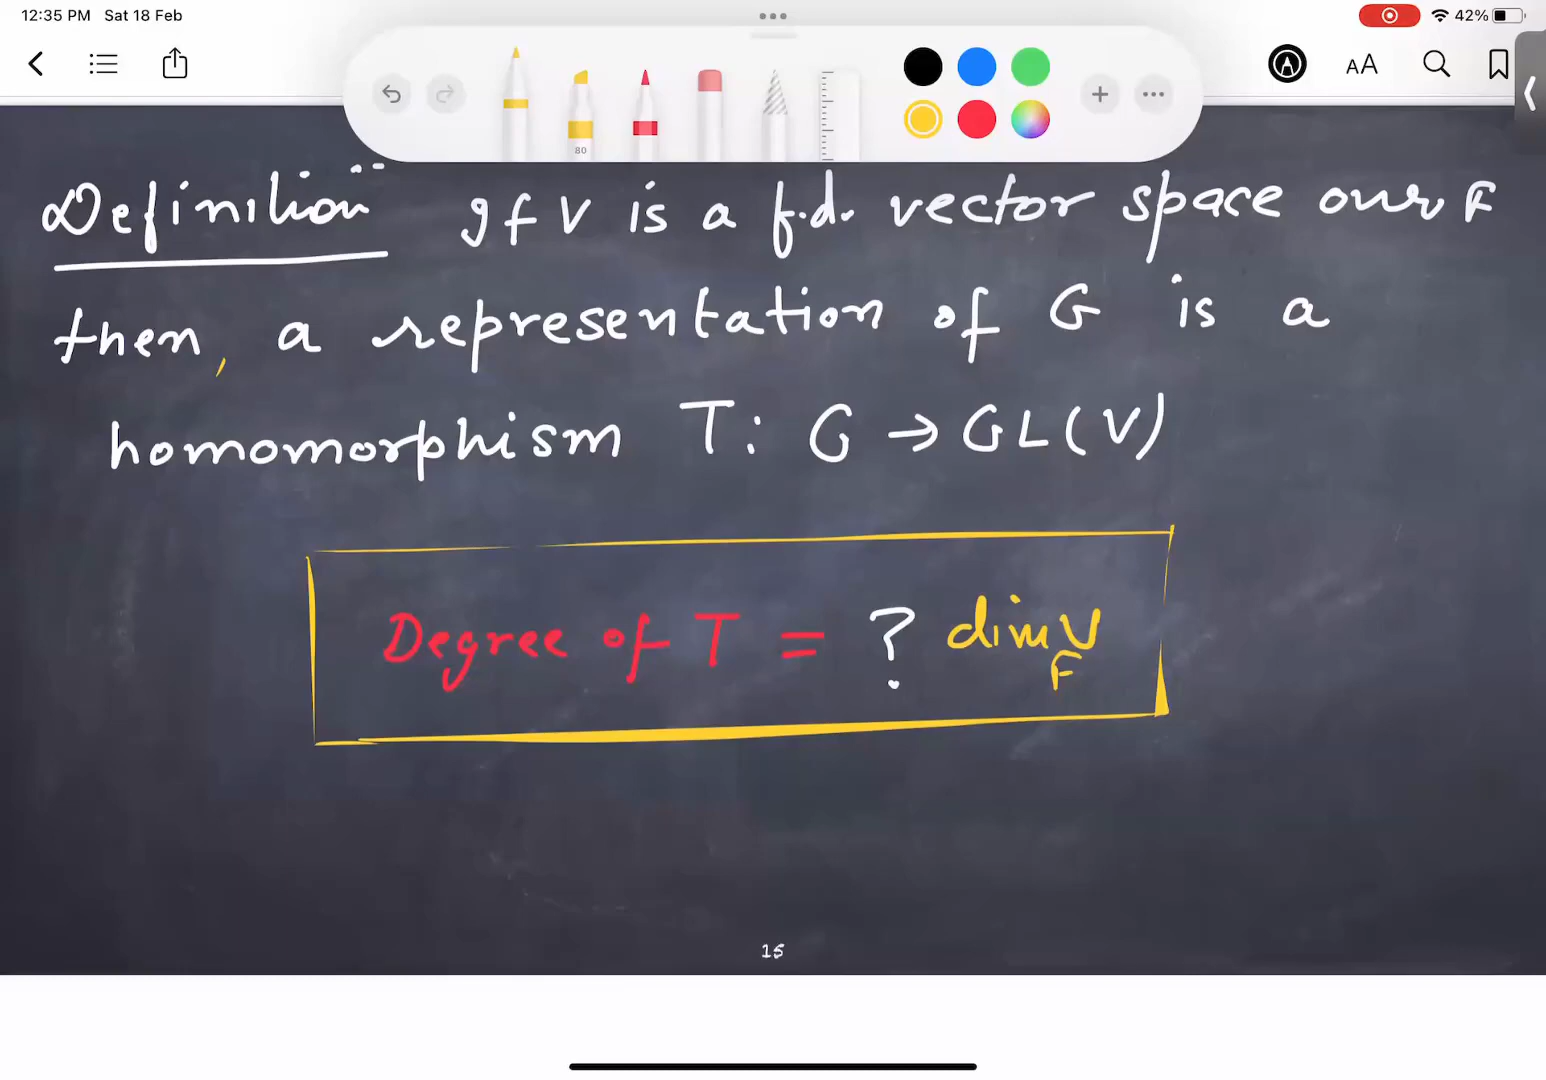 12:35 PM Sat 18 Feb
42%
AA
80
Definition If V is a f.d. vector space over F
then, a representation of G is a
homomorphism T: G → GL(V)
Degree of T = ? dim V
F
15